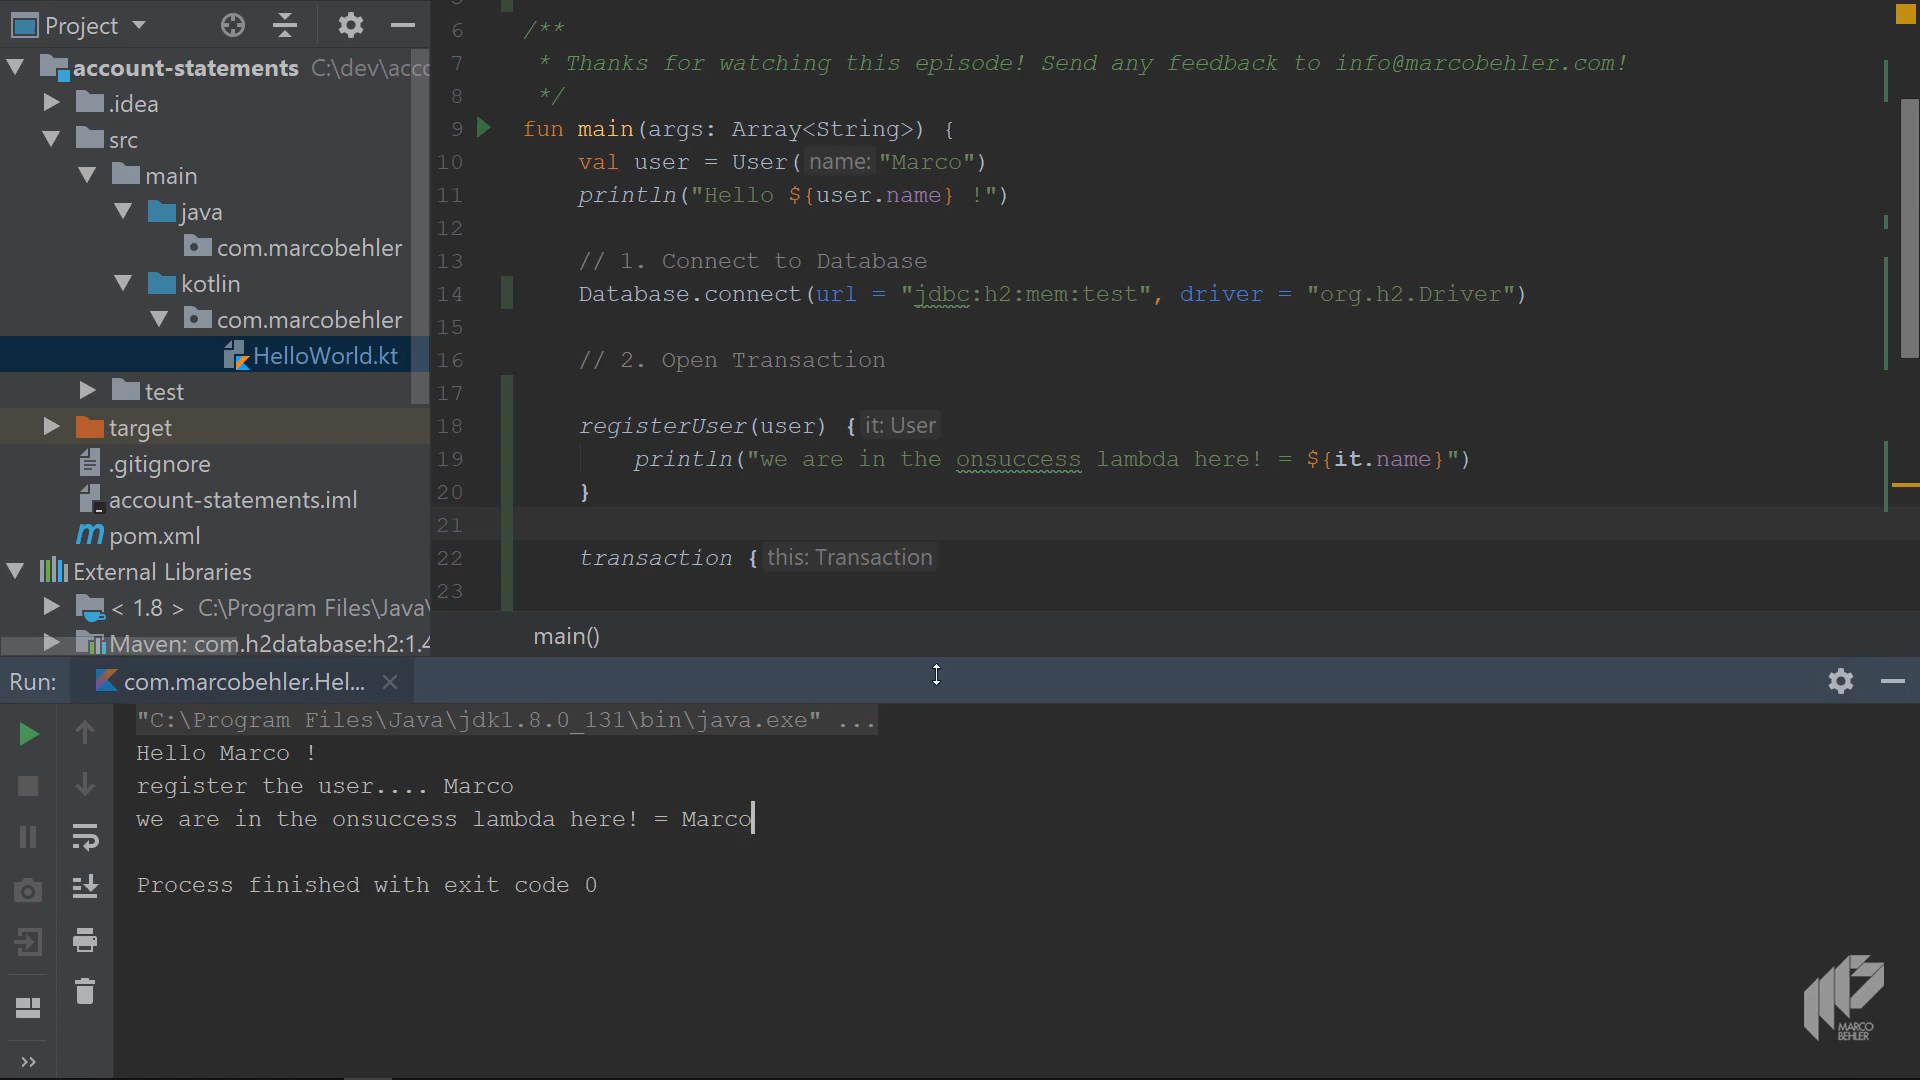 Project
account-statements C:\dev\acc
.idea
src
main
java
com.marcobehler
kotlin
com.marcobehler
HelloWorld.kt
test
target
.gitignore
account-statements.iml
pom.xml
External Libraries
< 1.8 > C:\Program Files\Java\
Maven: com.h2database:h2:1.4
6 /**
7 * Thanks for watching this episode! Send any feedback to info@marcobehler.com!
8 */
9 fun main(args: Array<String>) {
10 val user = User( name: "Marco")
11 println("Hello ${user.name} !")
12
13 // 1. Connect to Database
14 Database.connect(url = "jdbc:h2:mem:test", driver = "org.h2.Driver")
15
16 // 2. Open Transaction
17
18 registerUser(user) { it: User
19 println("we are in the onsuccess lambda here! = ${it.name}")
20 }
21
22 transaction { this: Transaction
23
main()
Run: com.marcobehler.Hel...
"C:\Program Files\Java\jdk1.8.0_131\bin\java.exe" ...
Hello Marco !
register the user.... Marco
we are in the onsuccess lambda here! = Marco
Process finished with exit code 0
MARCO
BEHLER